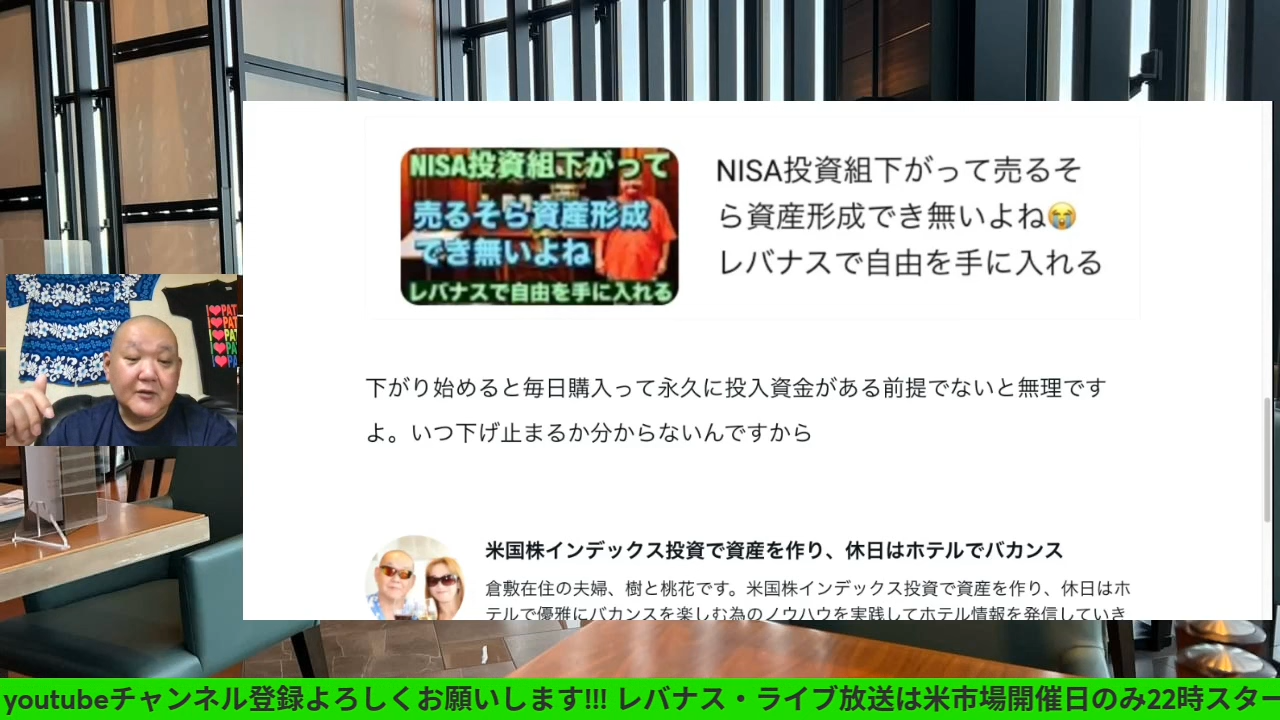 NISA投資組下がって
売るそら資産形成
でき無いよね
レバナスで自由を手に入れる
NISA投資組下がって売るそ
ら資産形成でき無いよね😭
レバナスで自由を手に入れる
I❤PAT
I❤PAT
I❤PAT
I❤PA
I❤PA
下がり始めると毎日購入って永久に投入資金がある前提でないと無理です
よ。いつ下げ止まるか分からないんですから
米国株インデックス投資で資産を作り、休日はホテルでバカンス
倉敷在住の夫婦、樹と桃花です。米国株インデックス投資で資産を作り、休日はホ
テルで優雅にバカンスを楽しむ為のノウハウを実践してホテル情報を発信していき
youtubeチャンネル登録よろしくお願いします!!! レバナス・ライブ放送は米市場開催日のみ22時スター